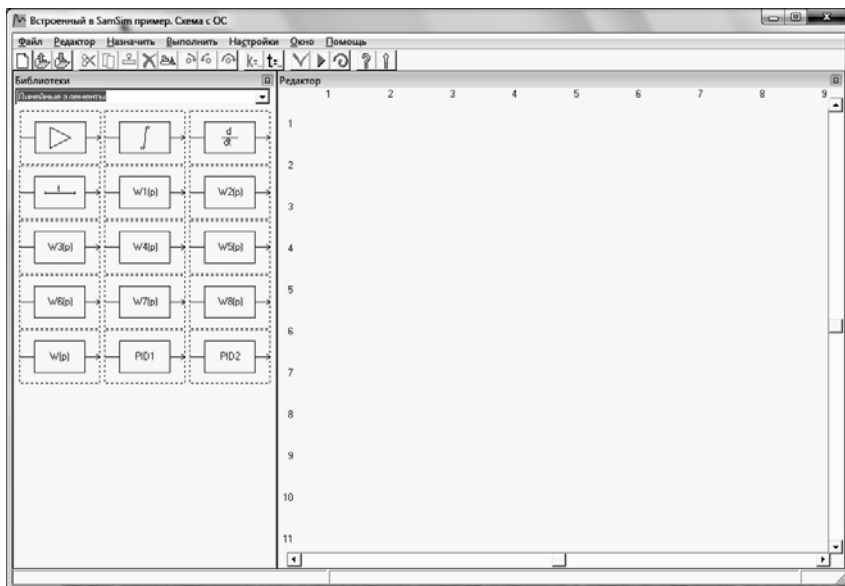 Встроенный в SamSim пример. Схема с ОС
Файл Редактор Назначить Выполнить Настройки Окно Помощь
k= t=
Библиотеки
Редактор
Линейные элементы
1 2 3 4 5 6 7 8 9
1
2
3
4
5
6
7
8
9
10
11
∫ d/dt
t W1(p) W2(p)
W3(p) W4(p) W5(p)
W6(p) W7(p) W8(p)
W(p) PID1 PID2